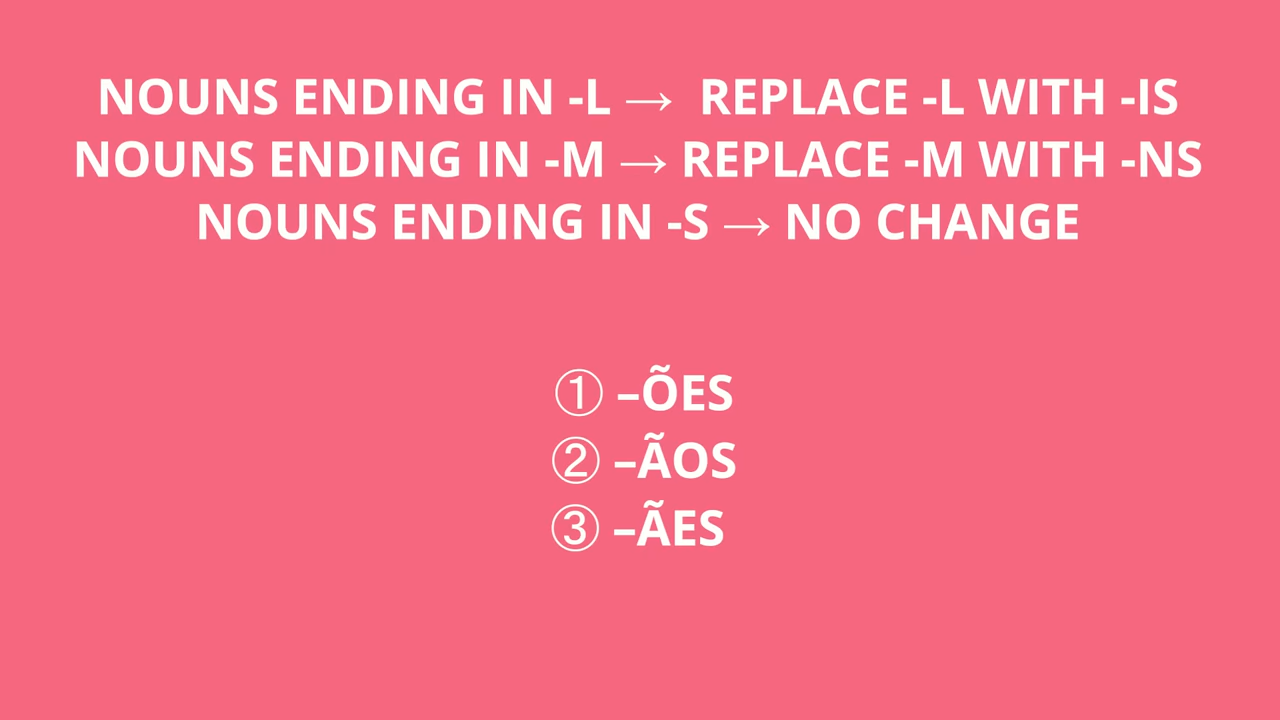 NOUNS ENDING IN -L → REPLACE -L WITH -IS
NOUNS ENDING IN -M → REPLACE -M WITH -NS
NOUNS ENDING IN -S → NO CHANGE
① –ÕES
② –ÃOS
③ –ÃES